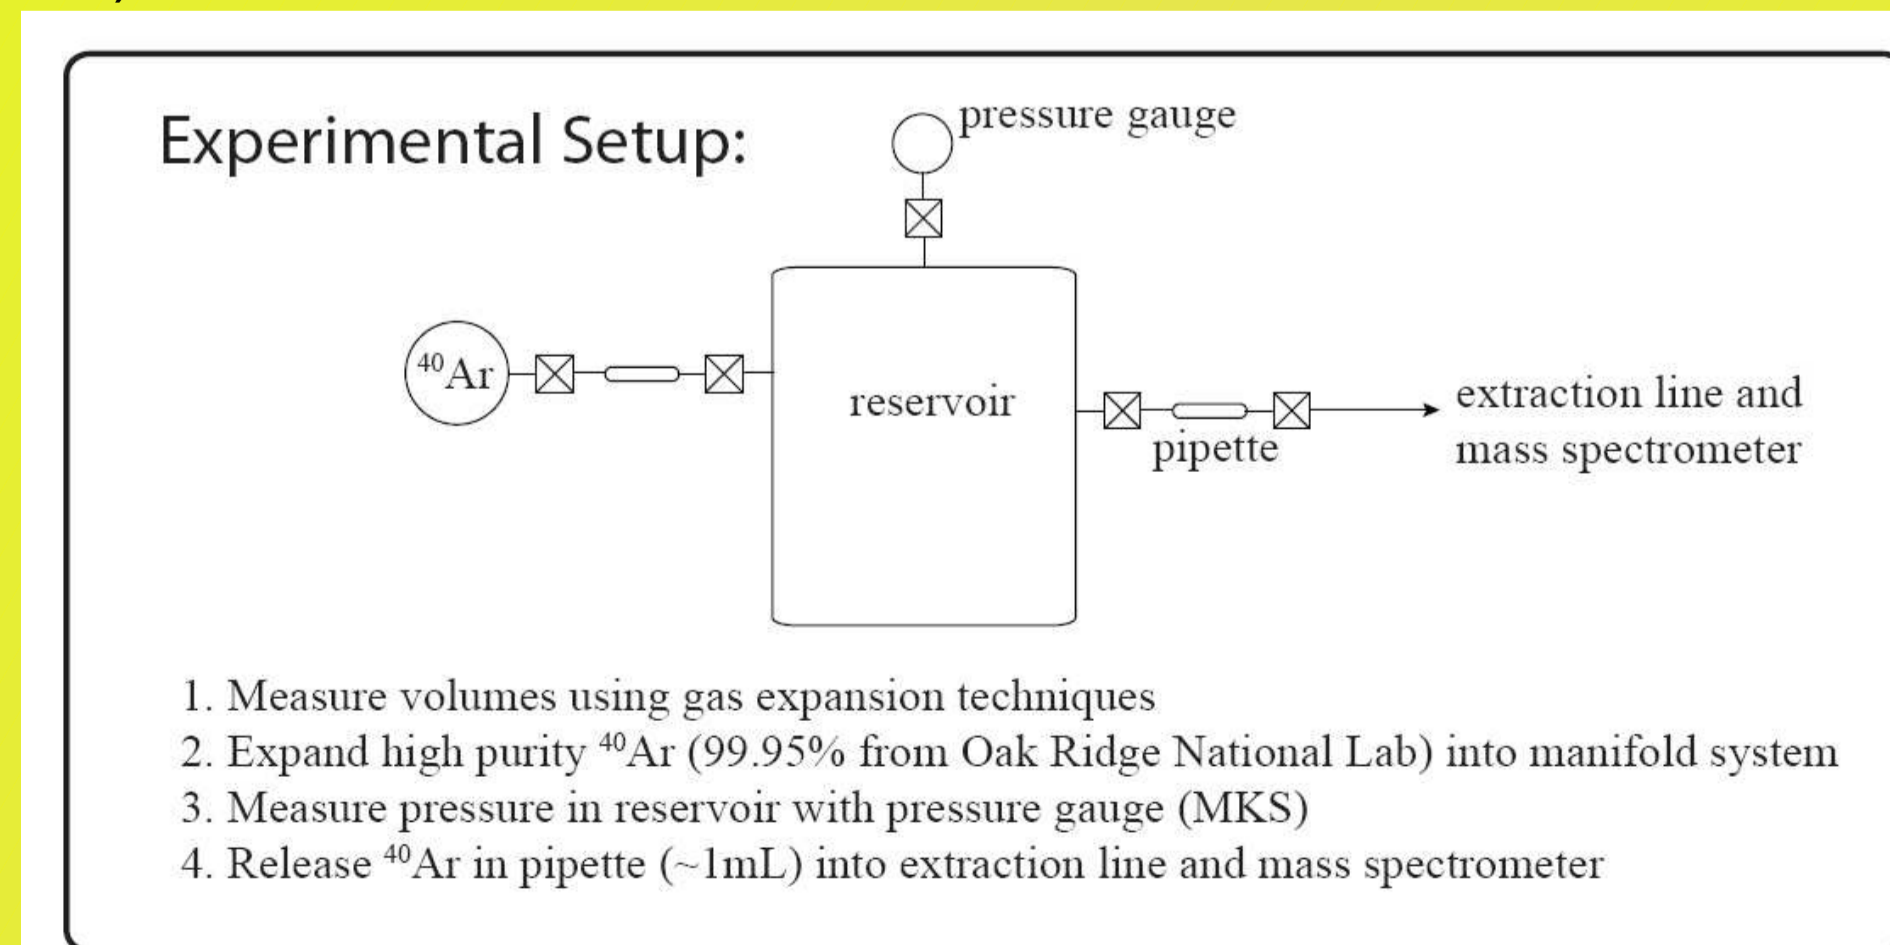 Experimental Setup:
pressure gauge
⁴⁰Ar
reservoir
pipette
extraction line and
mass spectrometer
1. Measure volumes using gas expansion techniques
2. Expand high purity ⁴⁰Ar (99.95% from Oak Ridge National Lab) into manifold system
3. Measure pressure in reservoir with pressure gauge (MKS)
4. Release ⁴⁰Ar in pipette (~1mL) into extraction line and mass spectrometer